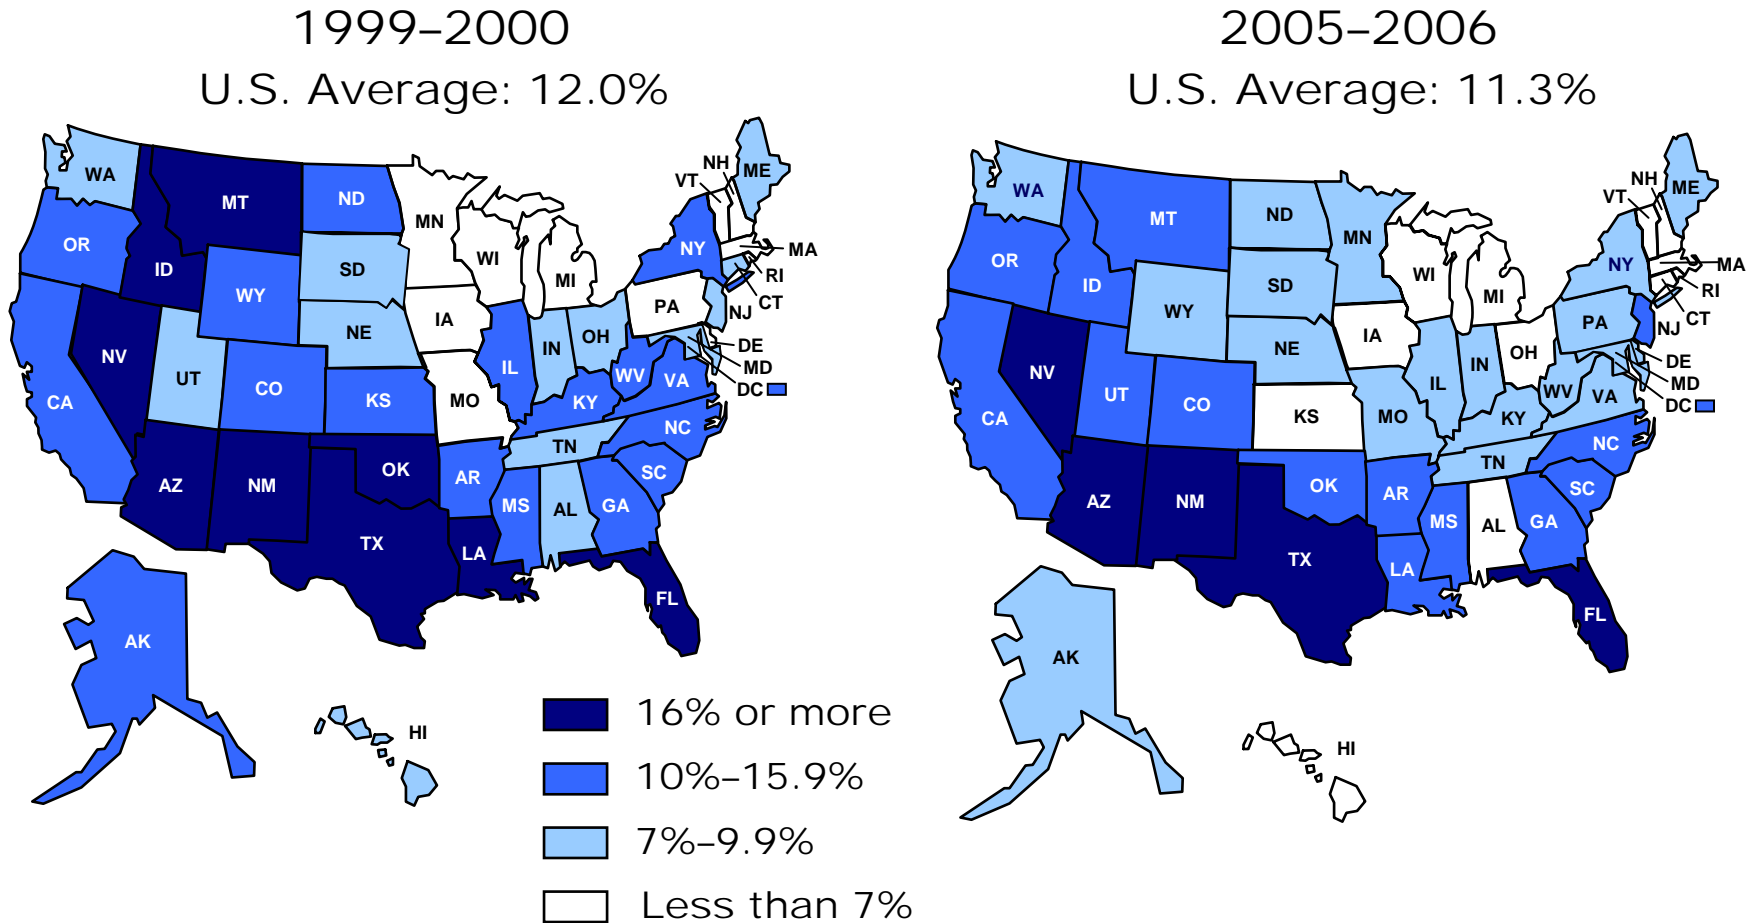 1999–2000
U.S. Average: 12.0%
WA
MT
ND
MN
VT
NH
ME
OR
ID
WY
SD
WI
MI
NY
MA
RI
CT
NV
UT
CO
NE
IA
IL
IN
OH
PA
NJ
DE
MD
DC
CA
KS
MO
KY
WV
VA
AZ
NM
OK
AR
TN
NC
SC
TX
LA
MS
AL
GA
FL
AK
HI
2005–2006
U.S. Average: 11.3%
WA
MT
ND
MN
VT
NH
ME
OR
ID
WY
SD
WI
MI
NY
MA
RI
CT
NV
UT
CO
NE
IA
IL
IN
OH
PA
NJ
DE
MD
DC
CA
KS
MO
KY
WV
VA
AZ
NM
OK
AR
TN
NC
SC
TX
LA
MS
AL
GA
FL
AK
HI
16% or more
10%–15.9%
7%–9.9%
Less than 7%